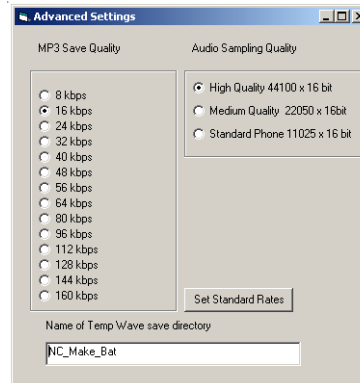 Advanced Settings
MP3 Save Quality
8 kbps
16 kbps
24 kbps
32 kbps
40 kbps
48 kbps
56 kbps
64 kbps
80 kbps
96 kbps
112 kbps
128 kbps
144 kbps
160 kbps
Audio Sampling Quality
High Quality 44100 x 16 bit
Medium Quality  22050 x 16bit
Standard Phone 11025 x 16 bit
Set Standard Rates
Name of Temp Wave save
directory
NC_Make_Bat